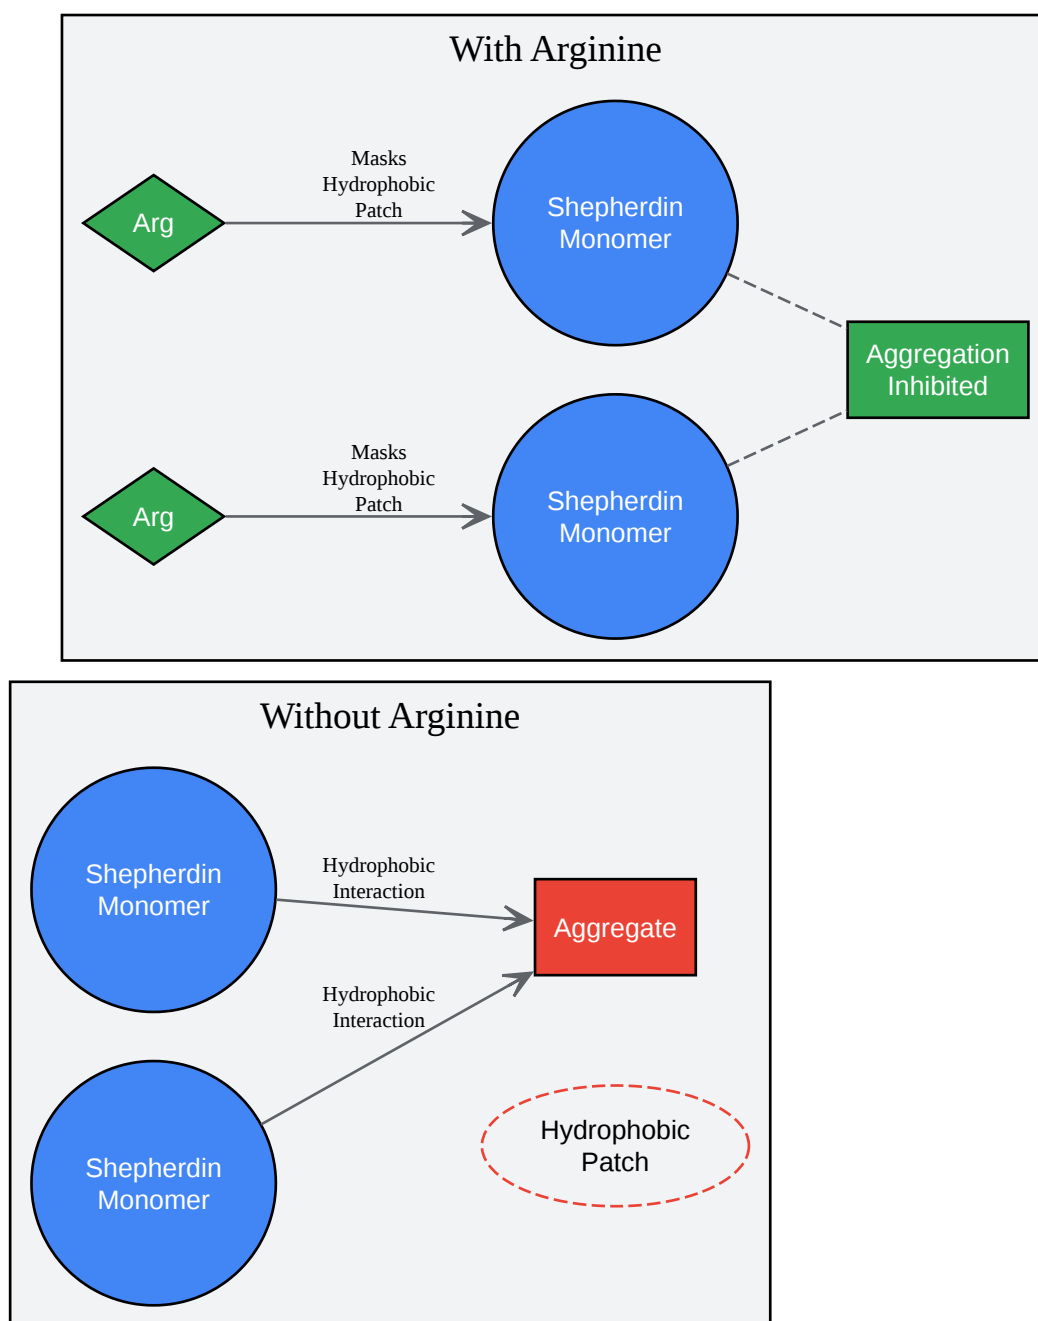 With Arginine
Arg
Masks
Hydrophobic
Patch
Shepherdin
Monomer
Aggregation
Inhibited
Arg
Masks
Hydrophobic
Patch
Shepherdin
Monomer
Without Arginine
Shepherdin
Monomer
Hydrophobic
Interaction
Aggregate
Hydrophobic
Interaction
Shepherdin
Monomer
Hydrophobic
Patch